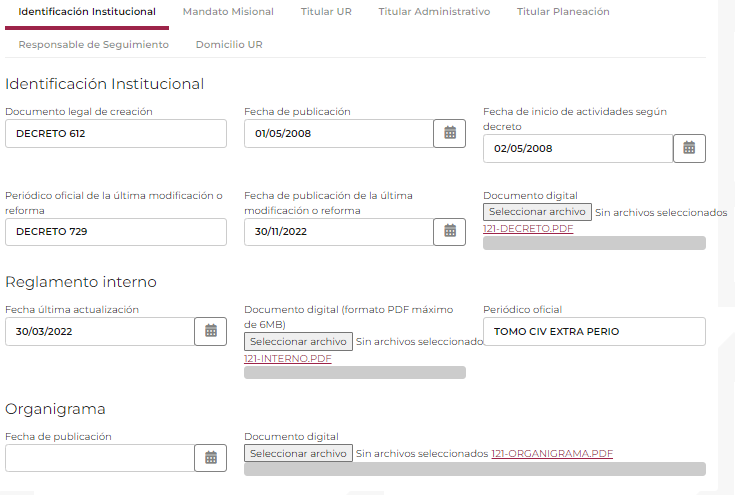 Identificación Institucional
Mandato Misional
Titular UR
Titular Administrativo
Titular Planeación
Responsable de Seguimiento
Domicilio UR
Identificación Institucional
Documento legal de creación
DECRETO 612
Fecha de publicación
01/05/2008
Fecha de inicio de actividades según
decreto
02/05/2008
Periódico oficial de la última modificación o
reforma
DECRETO 729
Fecha de publicación de la última
modificación o reforma
30/11/2022
Documento digital
Seleccionar archivo Sin archivos seleccionados
121-DECRETO.PDF
Reglamento interno
Fecha última actualización
30/03/2022
Documento digital (formato PDF máximo
de 6MB)
Seleccionar archivo Sin archivos seleccionado
121-INTERNO.PDF
Periódico oficial
TOMO CIV EXTRA PERIO
Organigrama
Fecha de publicación
Documento digital
Seleccionar archivo Sin archivos seleccionados 121-ORGANIGRAMA.PDF